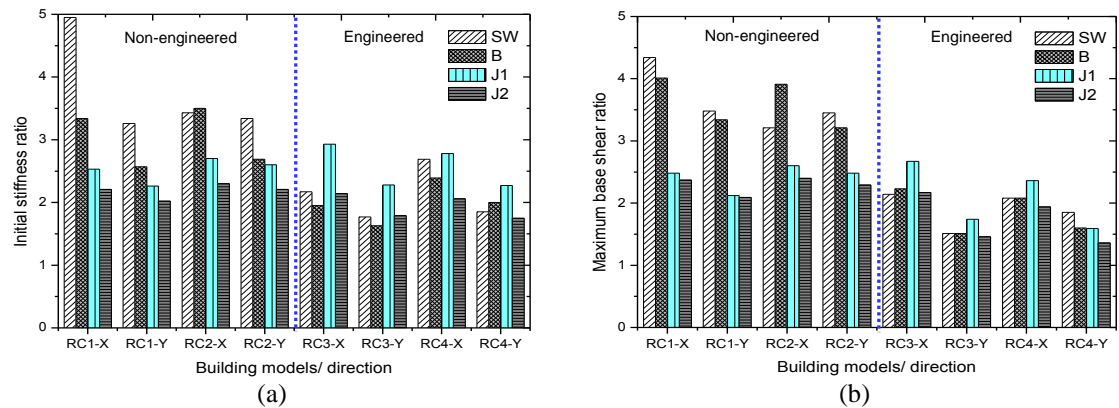 Initial stiffness ratio
5
4
3
2
1
0
Non-engineered
Engineered
SW
B
J1
J2
RC1-X RC1-Y RC2-X RC2-Y RC3-X RC3-Y RC4-X RC4-Y
Building models/ direction
(a)
Maximum base shear ratio
5
4
3
2
1
0
Non-engineered
Engineered
SW
B
J1
J2
RC1-X RC1-Y RC2-X RC2-Y RC3-X RC3-Y RC4-X RC4-Y
Building models/ direction
(b)